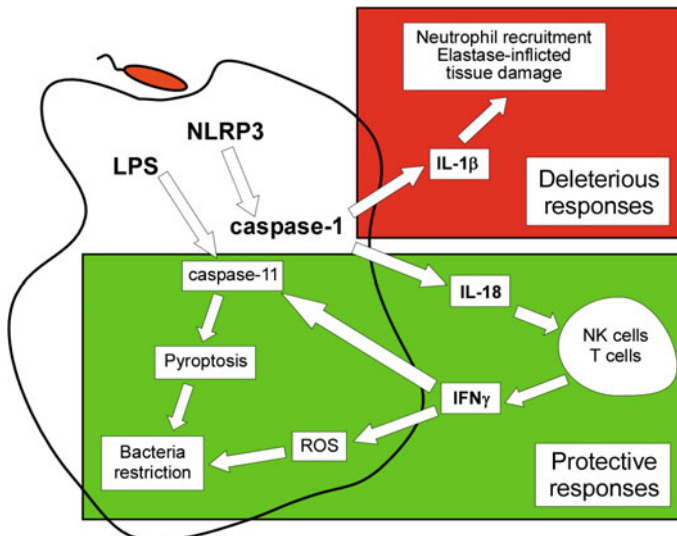 Neutrophil recruitment
Elastase-inflicted
tissue damage
NLRP3
LPS
IL-1β
Deleterious
responses
caspase-1
caspase-11
IL-18
NK cells
T cells
Pyroptosis
IFNγ
ROS
Bacteria
restriction
Protective
responses